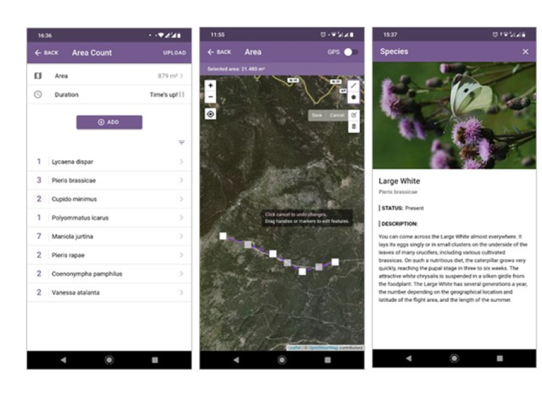 16:36
← BACK Area Count UPLOAD
Area 879 m² >
Duration Time's up!
ADD
1 Lycaena dispar
3 Pieris brassicae
2 Cupido minimus
1 Polyommatus icarus
7 Maniola jurtina
2 Pieris rapae
2 Coenonympha pamphilus
2 Vanessa atalanta
11:55
← BACK Area GPS
Selected area: 21.483 m²
+
−
Save Cancel
Click cancel to undo changes.
Drag handles or markers to edit features.
Leaflet | © OpenStreetMap contributors
15:37
Species ×
Large White
Pieris brassicae
STATUS: Present
DESCRIPTION:
You can come across the Large White almost everywhere. It
lays its eggs singly or in small clusters on the underside of the
leaves of many crucifers, including various cultivated
brassicas. On such a nutritious diet, the caterpillar grows very
quickly, reaching the pupal stage in three to six weeks. The
attractive white chrysalis is suspended in a silken girdle from
the foodplant. The Large White has several generations a year,
the number depending on the geographical location and
latitude of the flight area, and the length of the summer.